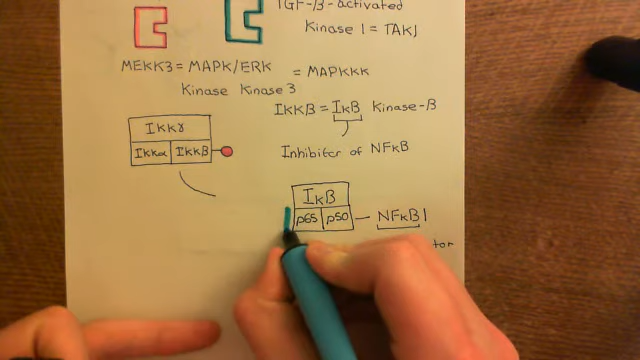 TGF-β-activated
Kinase 1 = TAK1
MEKK3 = MAPK/ERK = MAPKKK
Kinase Kinase 3
IKKβ = IκB Kinase-β
Inhibitor of NFκB
Ikkγ
Ikkα Ikkβ
IκB
p65 p50 — NFκB1
tor